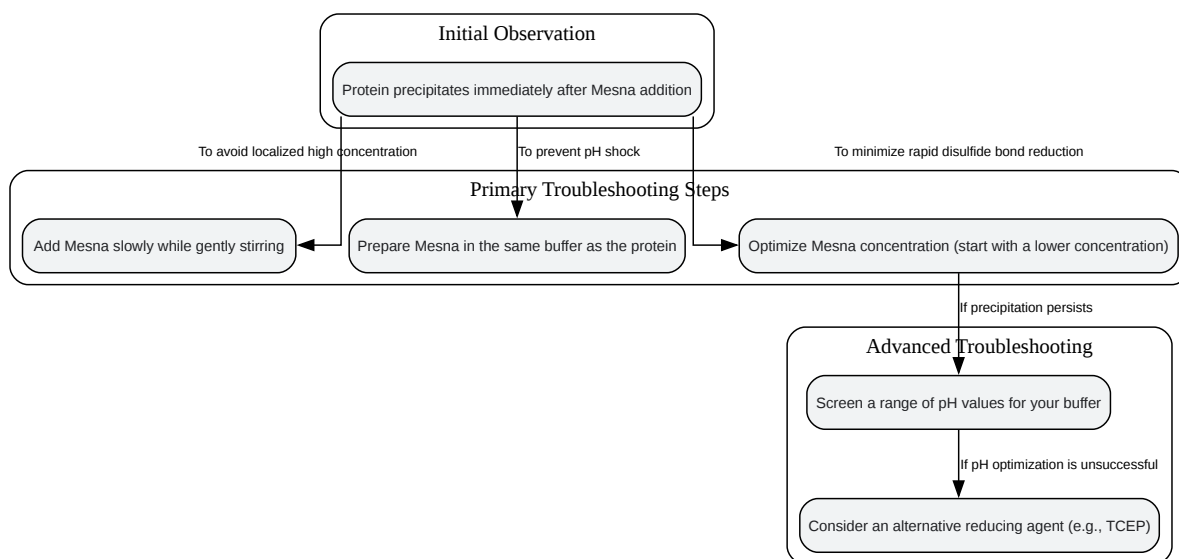 Initial Observation
Protein precipitates immediately after Mesna addition
To avoid localized high concentration
To prevent pH shock
To minimize rapid disulfide bond reduction
Primary Troubleshooting Steps
Add Mesna slowly while gently stirring
Prepare Mesna in the same buffer as the protein
Optimize Mesna concentration (start with a lower concentration)
If precipitation persists
Advanced Troubleshooting
Screen a range of pH values for your buffer
If pH optimization is unsuccessful
Consider an alternative reducing agent (e.g., TCEP)